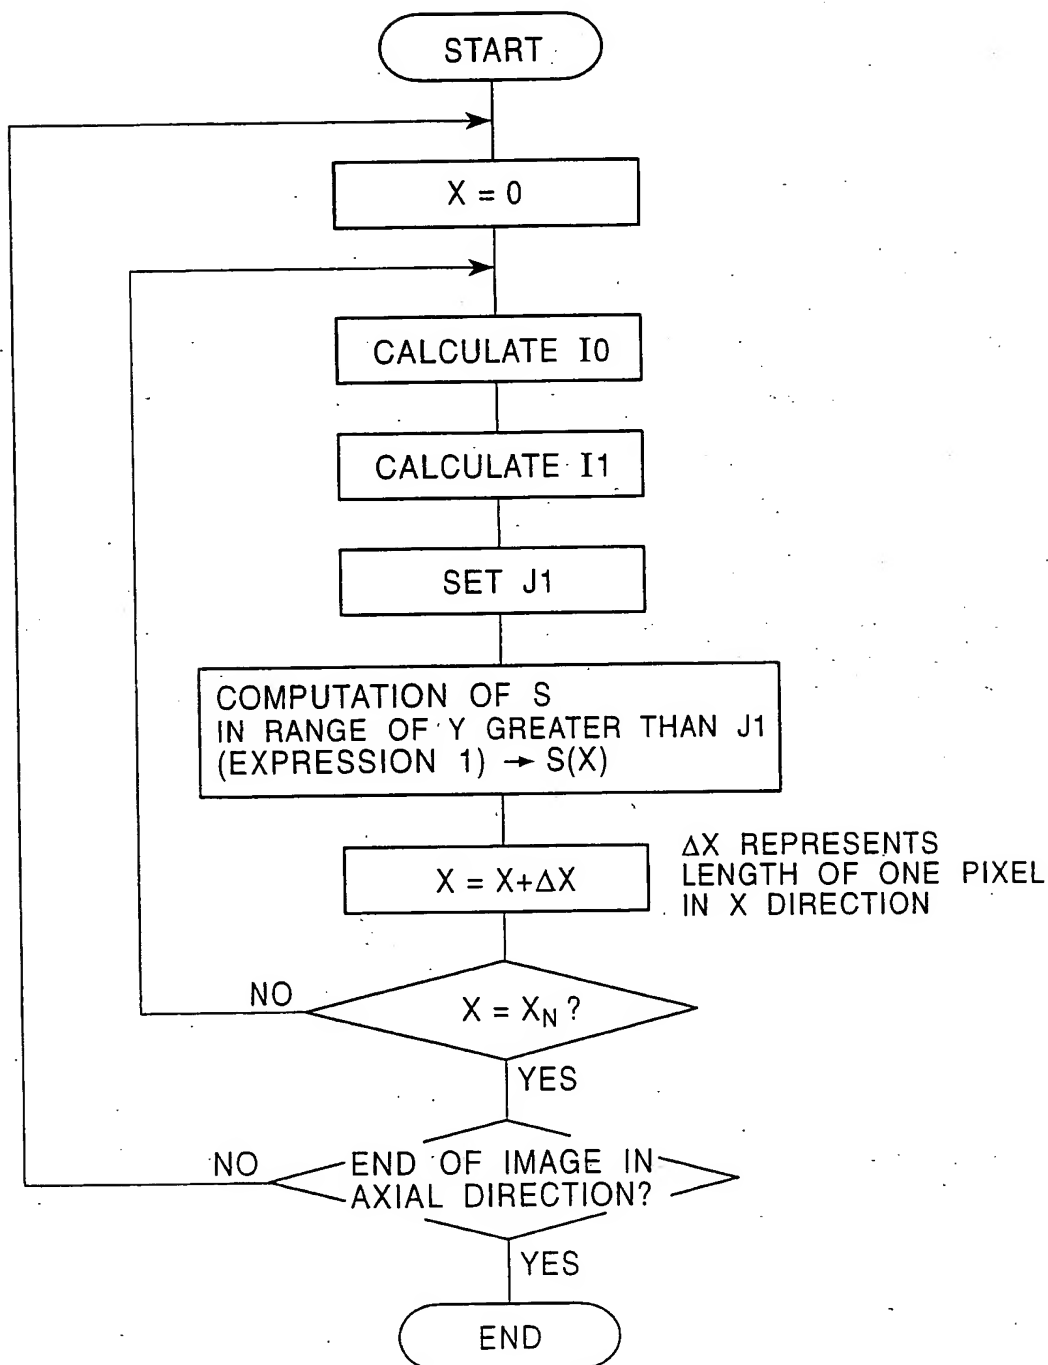 START
X = 0
CALCULATE I0
CALCULATE I1
SET J1
COMPUTATION OF S
IN RANGE OF Y GREATER THAN J1
(EXPRESSION 1) → S(X)
X = X+ΔX
ΔX REPRESENTS
LENGTH OF ONE PIXEL
IN X DIRECTION
X = X_N ?
NO
YES
END OF IMAGE IN
AXIAL DIRECTION?
NO
YES
END